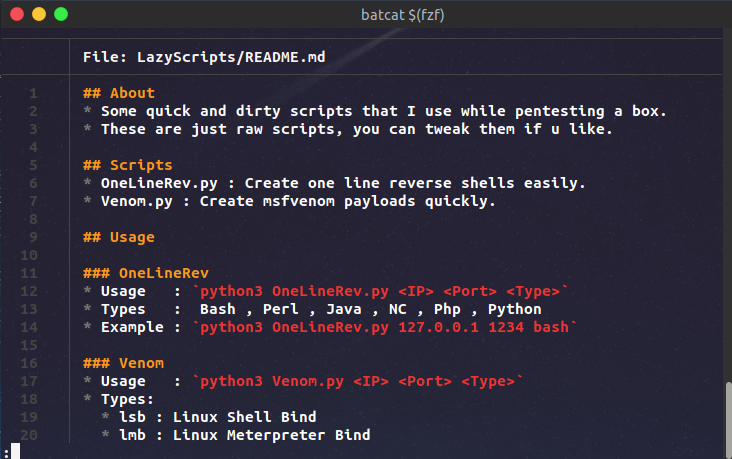 batcat $(fzf)
File: LazyScripts/README.md
1 ## About
2 * Some quick and dirty scripts that I use while pentesting a box.
3 * These are just raw scripts, you can tweak them if u like.
4
5 ## Scripts
6 * OneLineRev.py : Create one line reverse shells easily.
7 * Venom.py : Create msfvenom payloads quickly.
8
9 ## Usage
10
11 ### OneLineRev
12 * Usage   : `python3 OneLineRev.py <IP> <Port> <Type>`
13 * Types   :  Bash , Perl , Java , NC , Php , Python
14 * Example : `python3 OneLineRev.py 127.0.0.1 1234 bash`
15
16 ### Venom
17 * Usage   : `python3 Venom.py <IP> <Port> <Type>`
18 * Types:
19   * lsb : Linux Shell Bind
20   * lmb : Linux Meterpreter Bind
: